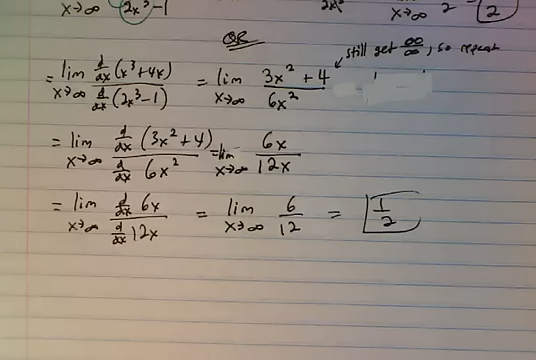 x→∞ 2x³-1 2x³ x→∞ 2 2
OR
still get ∞/∞, so repeat
= lim x→∞ d/dx (x³+4x) / d/dx (2x³-1) = lim x→∞ (3x²+4)/(6x²)
= lim x→∞ d/dx (3x²+4) / d/dx 6x² = lim x→∞ 6x/12x
= lim x→∞ d/dx 6x / d/dx 12x = lim x→∞ 6/12 = 1/2